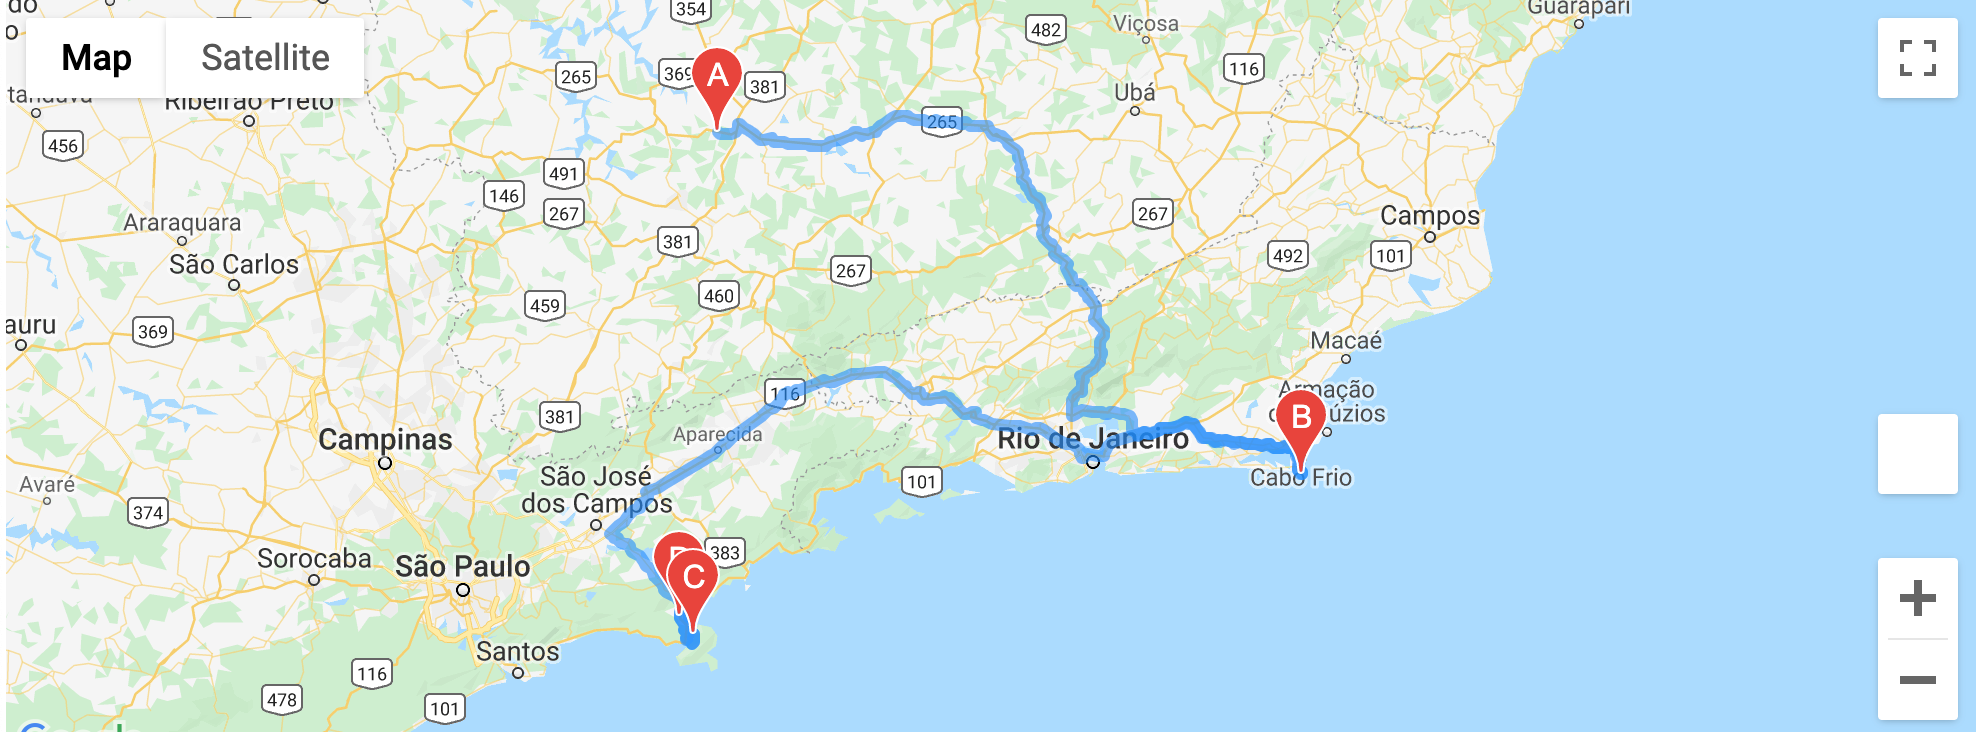 do
354
Guarapari
482
Viçosa
Map
Satellite
265
369
A
381
116
Ribeirão Preto
Ubá
265
456
491
146
267
267
Araraquara
381
Campos
São Carlos
267
492
101
460
459
auru
369
Macaé
116
Armação
381
Aparecida
B
úzios
Campinas
Rio de Janeiro
São José
dos Campos
Avaré
101
Cabo Frio
374
Sorocaba
São Paulo
383
C
Santos
116
478
101